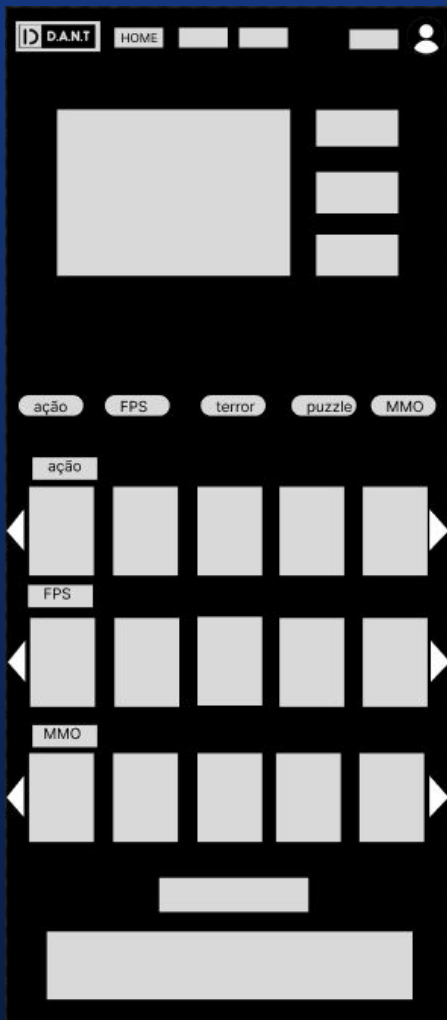 D.A.N.T
HOME
ação
FPS
terror
puzzle
MMO
ação
FPS
MMO